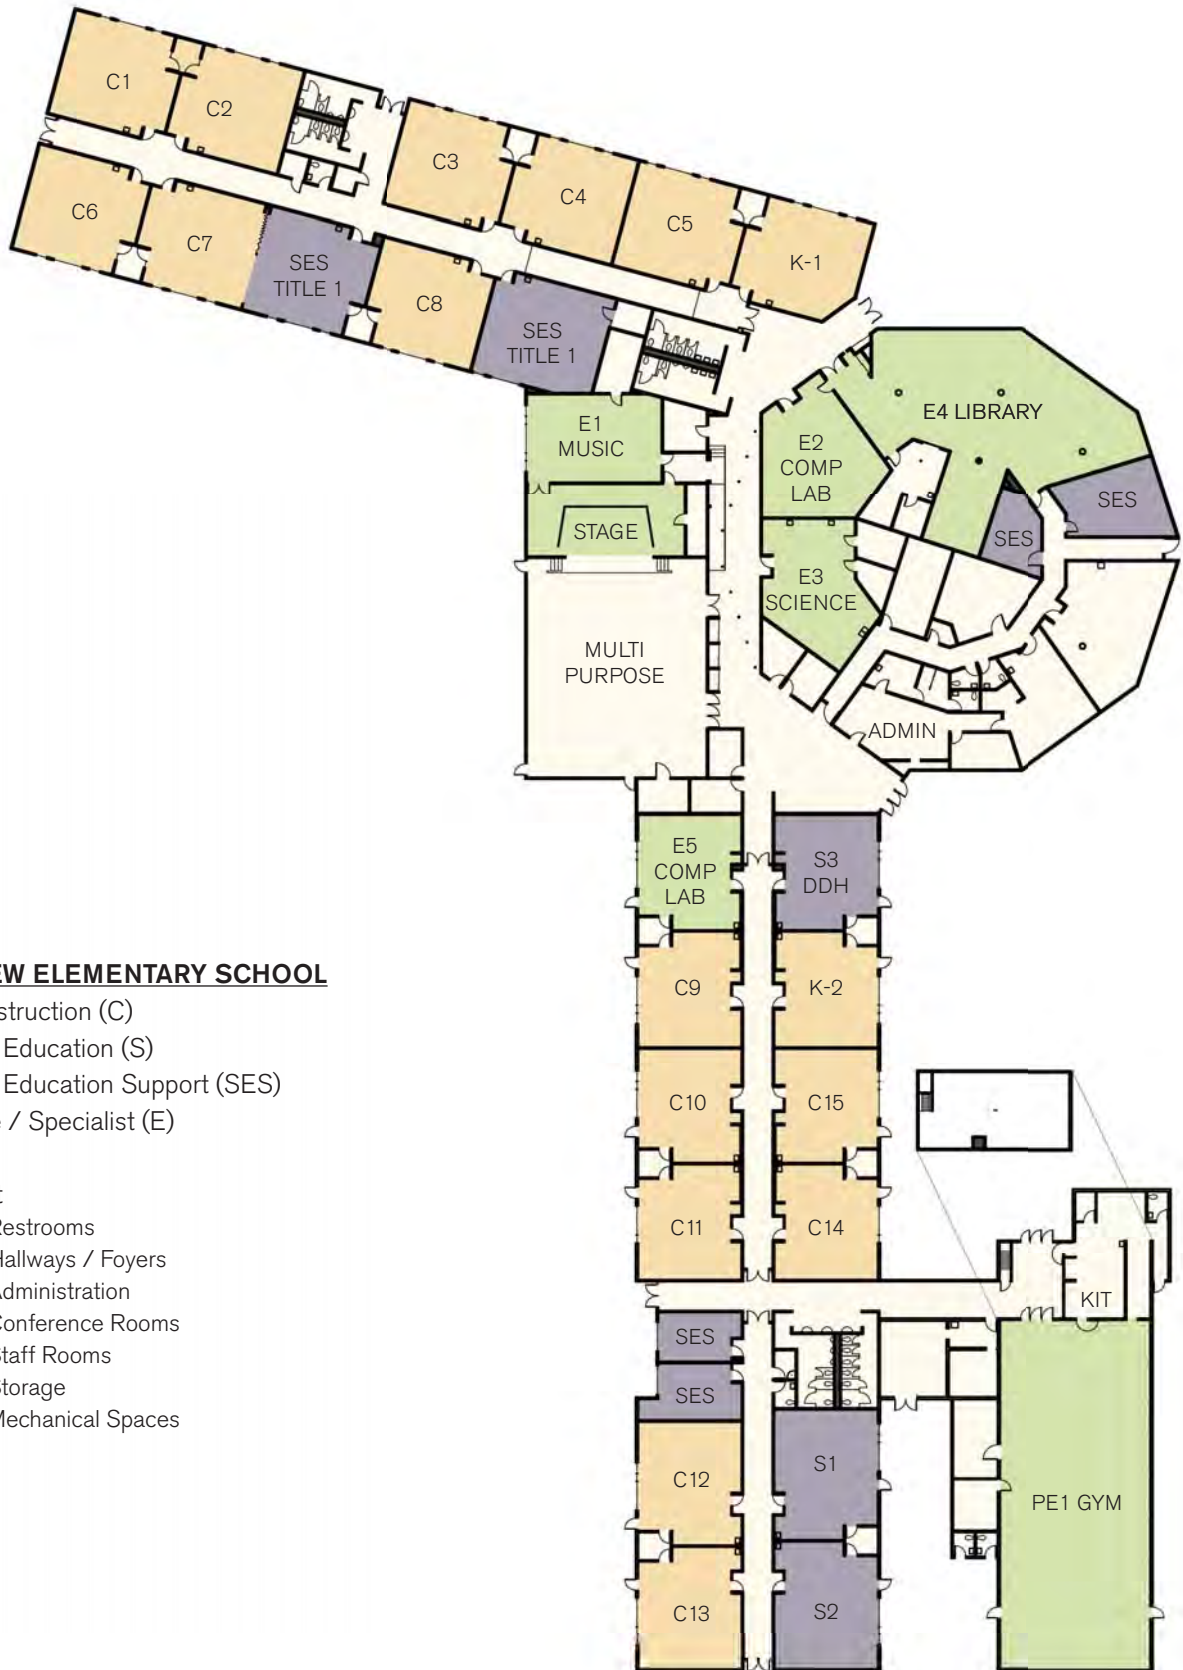 C1
C2
C3
C4
C5
K-1
C6
C7
SES
TITLE 1
C8
SES
TITLE 1
E1
MUSIC
STAGE
MULTI
PURPOSE
E2
COMP
LAB
E3
SCIENCE
E4 LIBRARY
SES
SES
ADMIN
E5
COMP
LAB
S3
DDH
C9
K-2
C10
C15
C11
C14
KIT
SES
SES
C12
S1
C13
S2
PE1 GYM
EW ELEMENTARY SCHOOL
struction (C)
Education (S)
Education Support (SES)
/ Specialist (E)
Restrooms
Hallways / Foyers
Administration
Conference Rooms
Staff Rooms
Storage
Mechanical Spaces